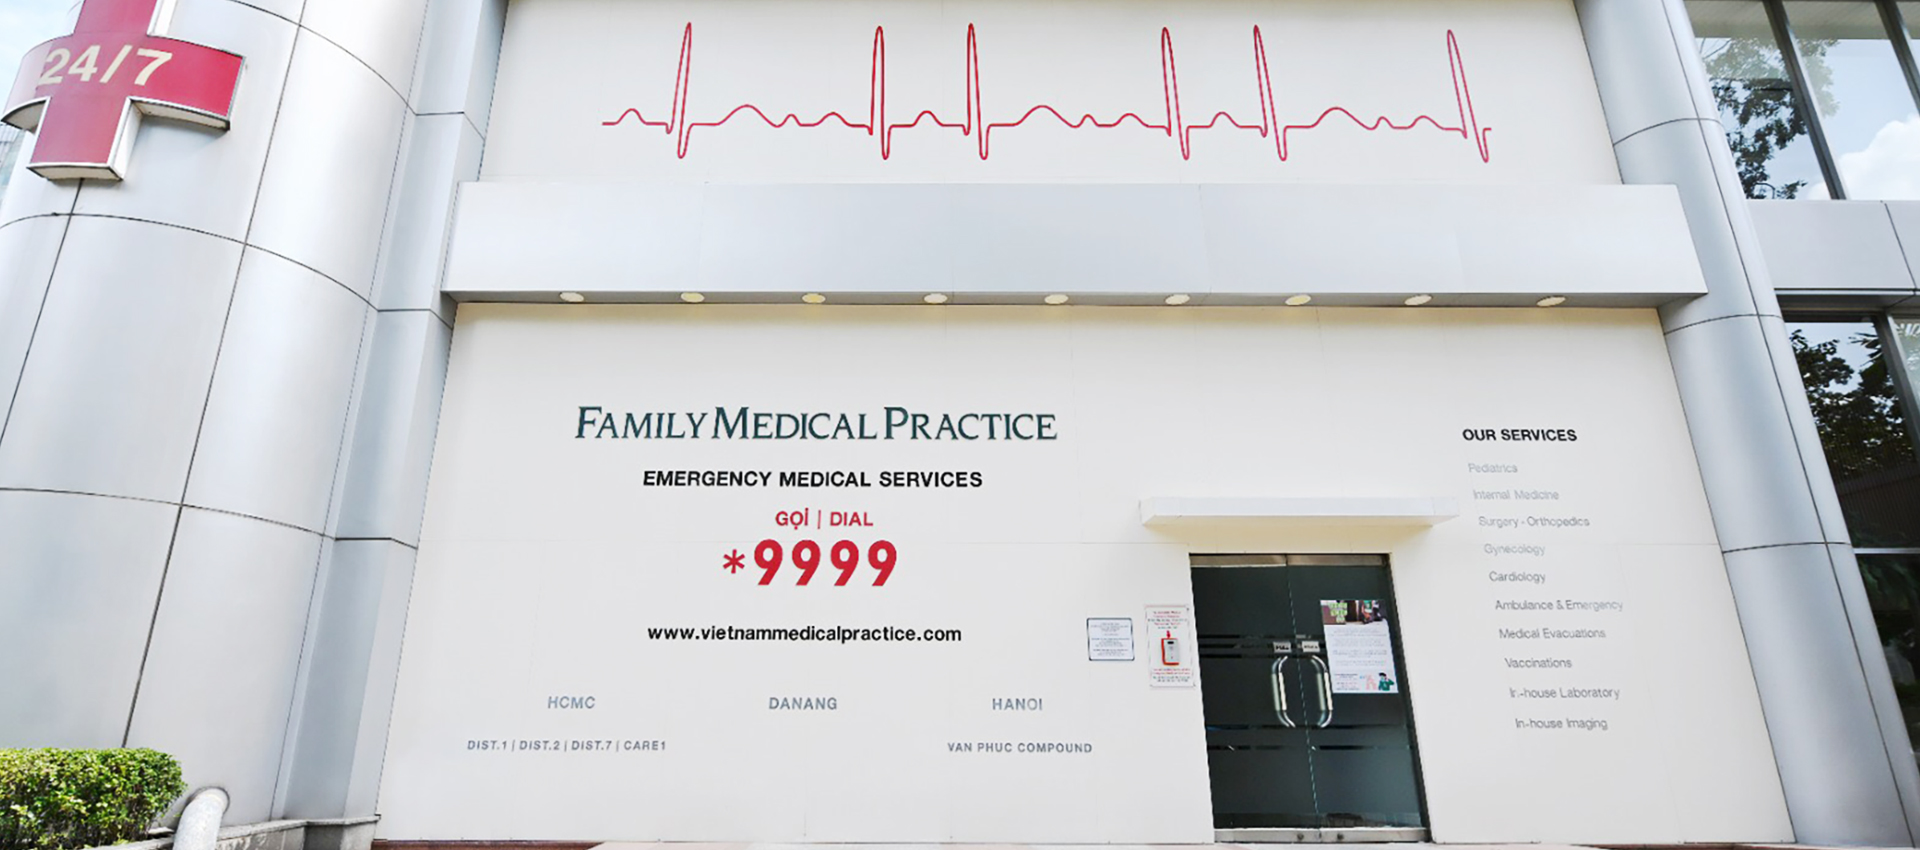 24/7
FAMILY MEDICAL PRACTICE
EMERGENCY MEDICAL SERVICES
GỌI | DIAL
*9999
www.vietnammedicalpractice.com
HCMC
DANANG
HANOI
DIST.1 | DIST.2 | DIST.7 | CARE1
VAN PHUC COMPOUND
OUR SERVICES
Pediatrics
Internal Medicine
Surgery - Orthopedics
Gynecology
Cardiology
Ambulance & Emergency
Medical Evacuations
Vaccinations
In-house Laboratory
In-house Imaging